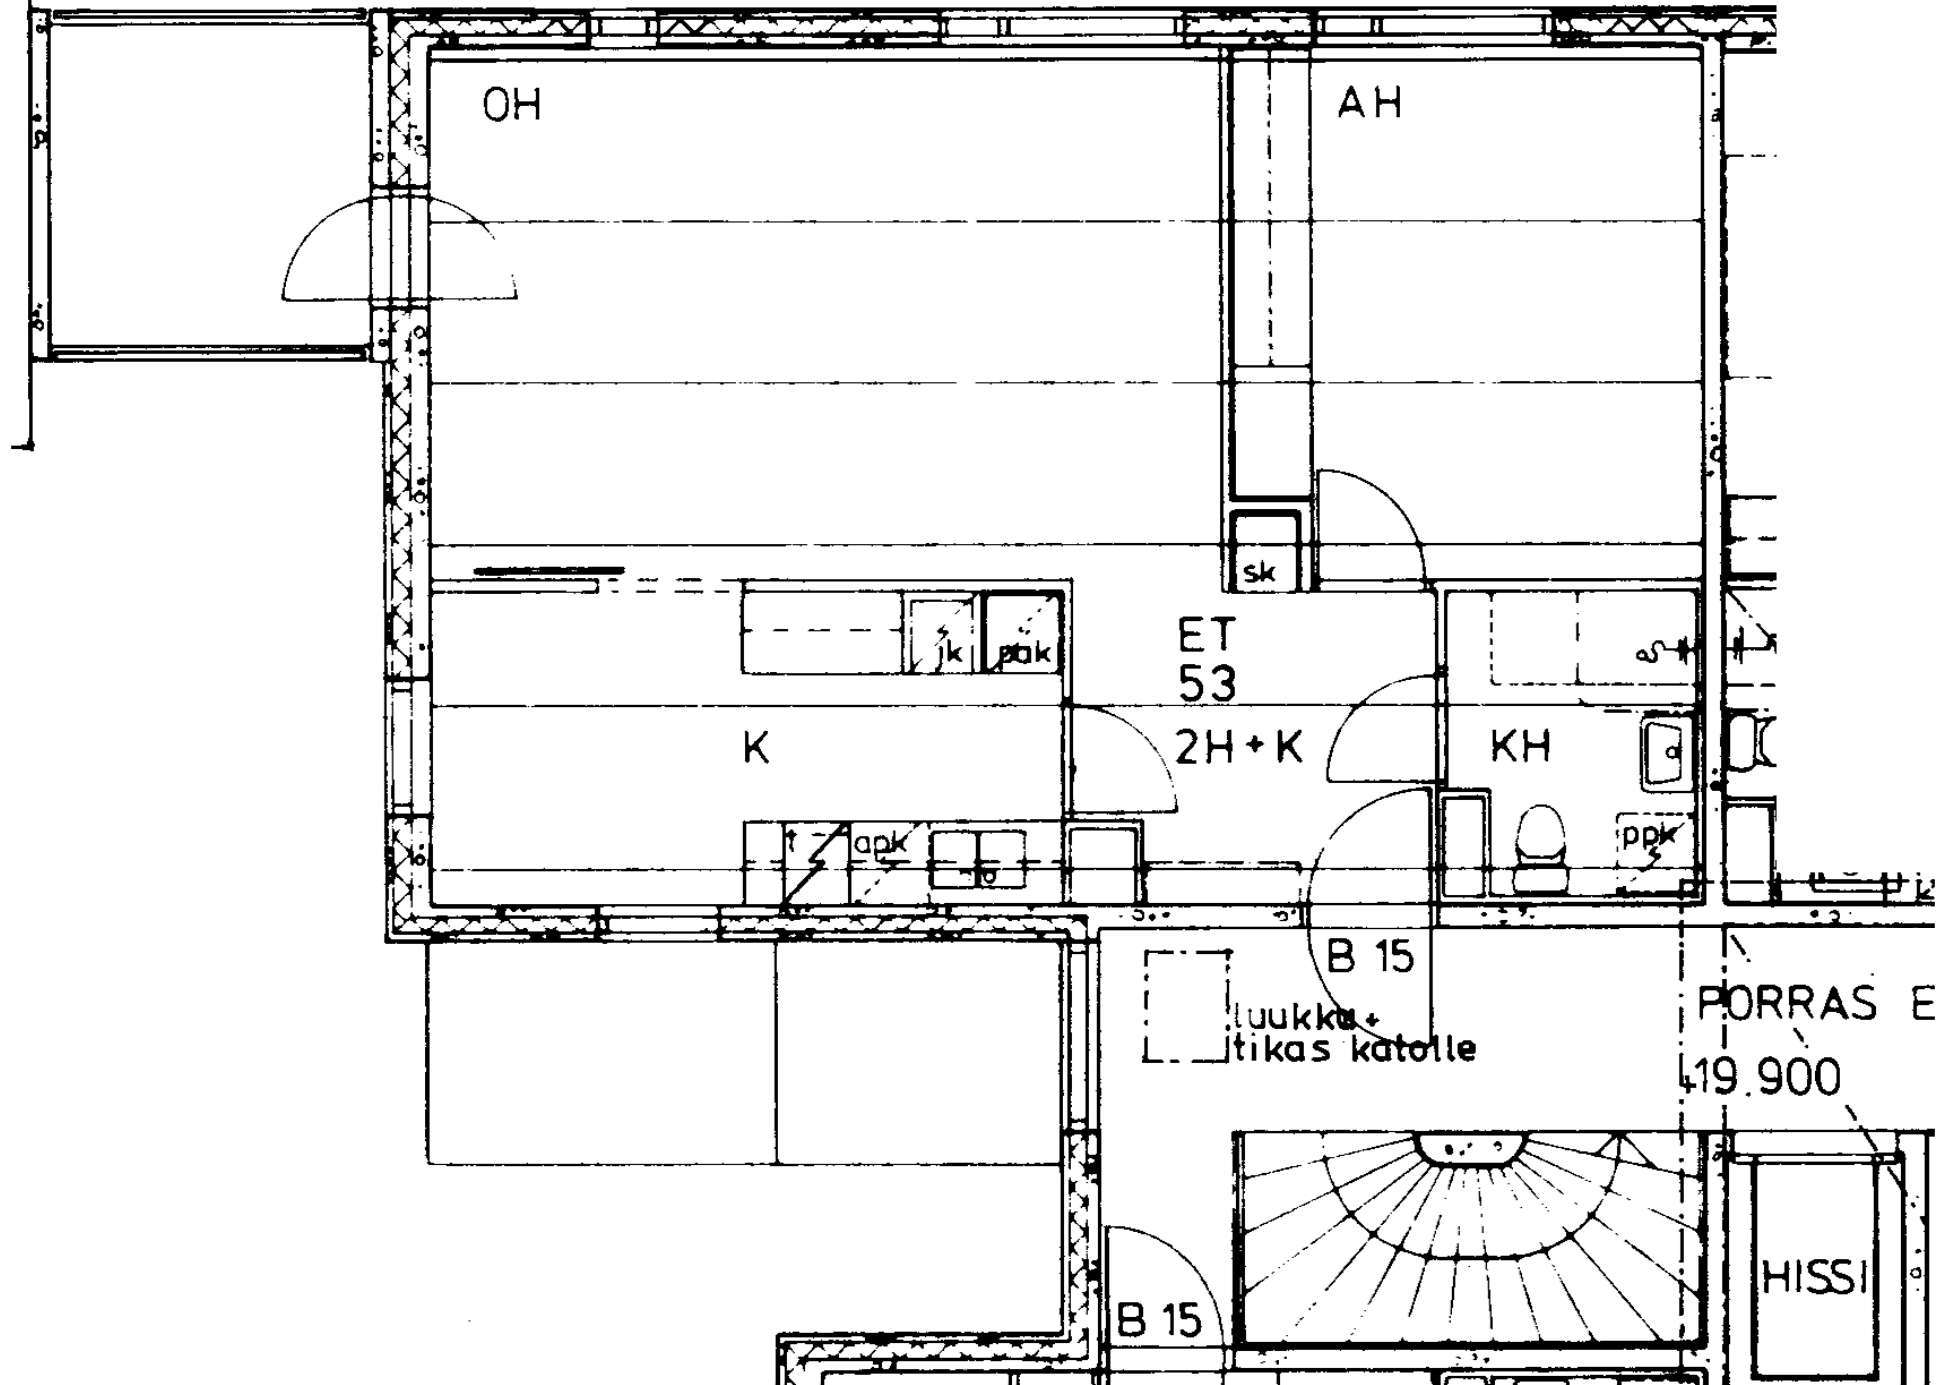 OH
AH
sk
jk
pak
ET
53
2H+K
K
KH
apk
ppk
B 15
luukku+
tikas katolle
PORRAS E
+19.900
HISSI
B 15